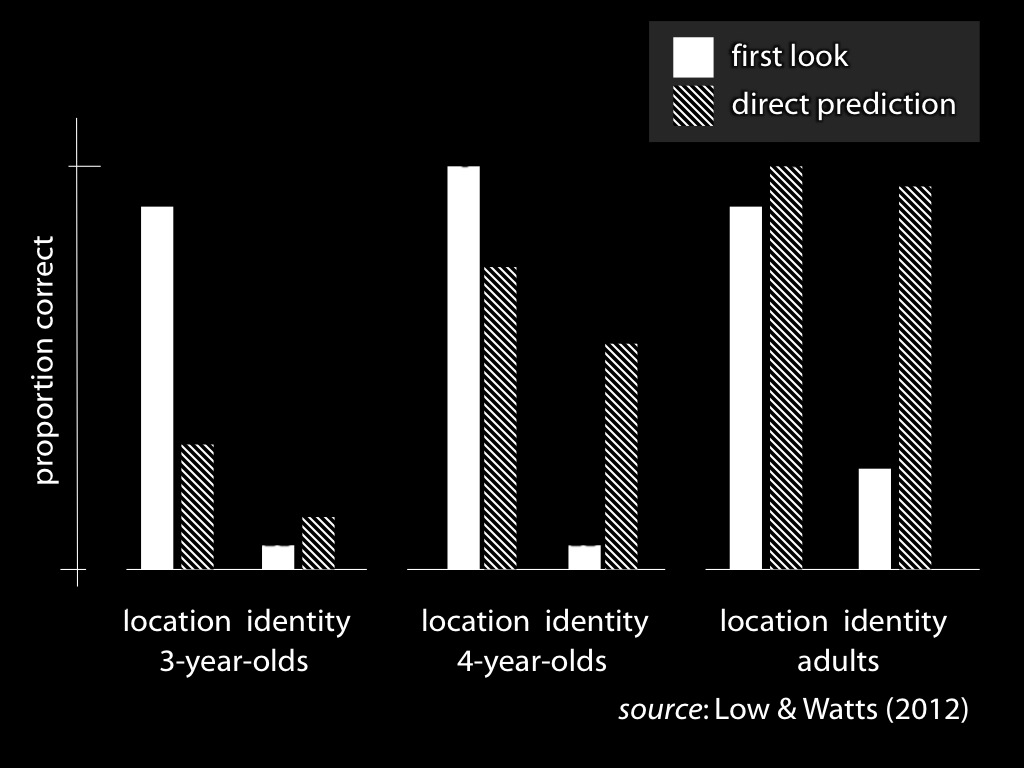 first look
direct prediction
proportion correct
location identity
3-year-olds
location identity
4-year-olds
location identity
adults
source: Low & Watts (2012)